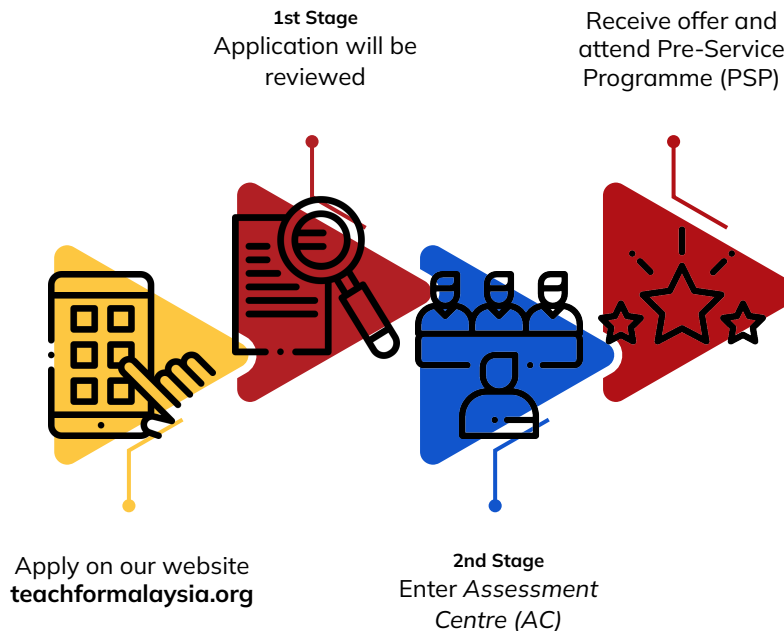 Apply on our website
teachformalaysia.org
1st Stage
Application will be
reviewed
2nd Stage
Enter Assessment
Centre (AC)
Receive offer and
attend Pre-Service
Programme (PSP)